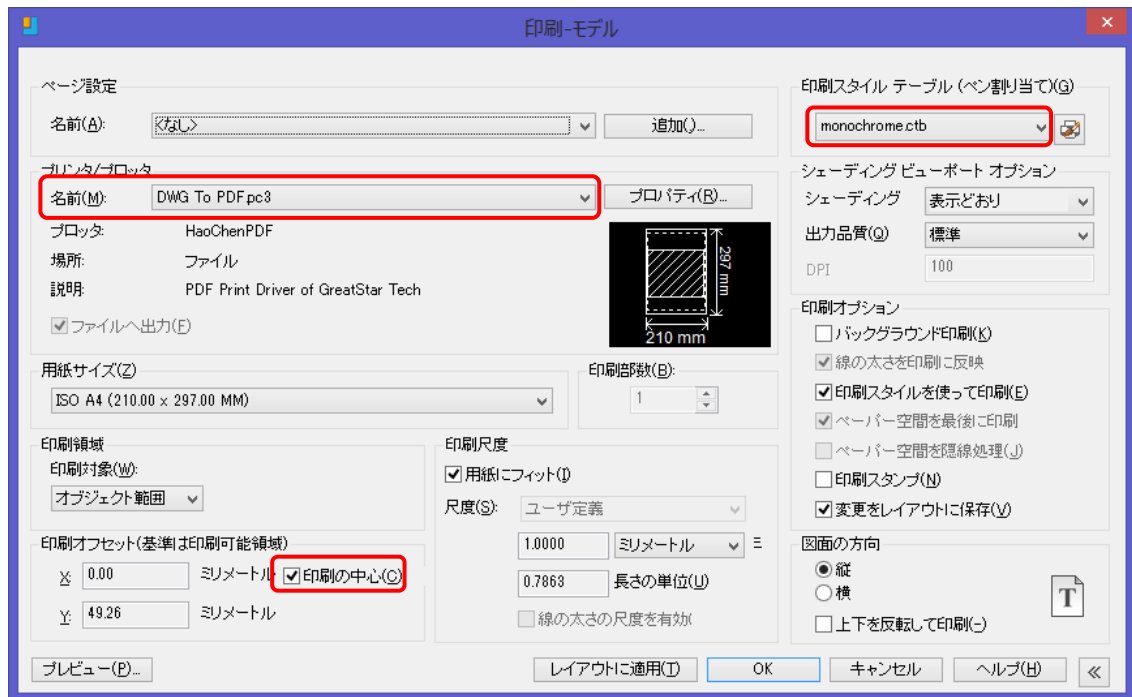 印刷-モデル
ページ設定
名前(A): <なし> 追加()...
プリンタ/プロッタ
名前(M): DWG To PDF.pc3 プロパティ(R)...
プロッタ: HaoChenPDF
場所: ファイル
説明: PDF Print Driver of GreatStar Tech
ファイルへ出力(F)
297 mm
210 mm
用紙サイズ(Z)
ISO A4 (210.00 x 297.00 MM)
印刷部数(B):
1
印刷領域
印刷対象(W):
オブジェクト範囲
印刷オフセット(基準は印刷可能領域)
X: 0.00 ミリメートル 印刷の中心(C)
Y: 49.26 ミリメートル
印刷尺度
用紙にフィット(I)
尺度(S): ユーザ定義
1.0000 ミリメートル
0.7863 長さの単位(U)
線の太さの尺度を有効
印刷スタイル テーブル (ペン割り当て)(G)
monochrome.ctb
シェーディング ビューポート オプション
シェーディング 表示どおり
出力品質(Q) 標準
DPI 100
印刷オプション
バックグラウンド印刷(K)
線の太さを印刷に反映
印刷スタイルを使って印刷(E)
ペーパー空間を最後に印刷
ペーパー空間を隠線処理(J)
印刷スタンプ(N)
変更をレイアウトに保存(V)
図面の方向
縦
横
上下を反転して印刷(-)
T
プレビュー(P)... レイアウトに適用(T) OK キャンセル ヘルプ(H)